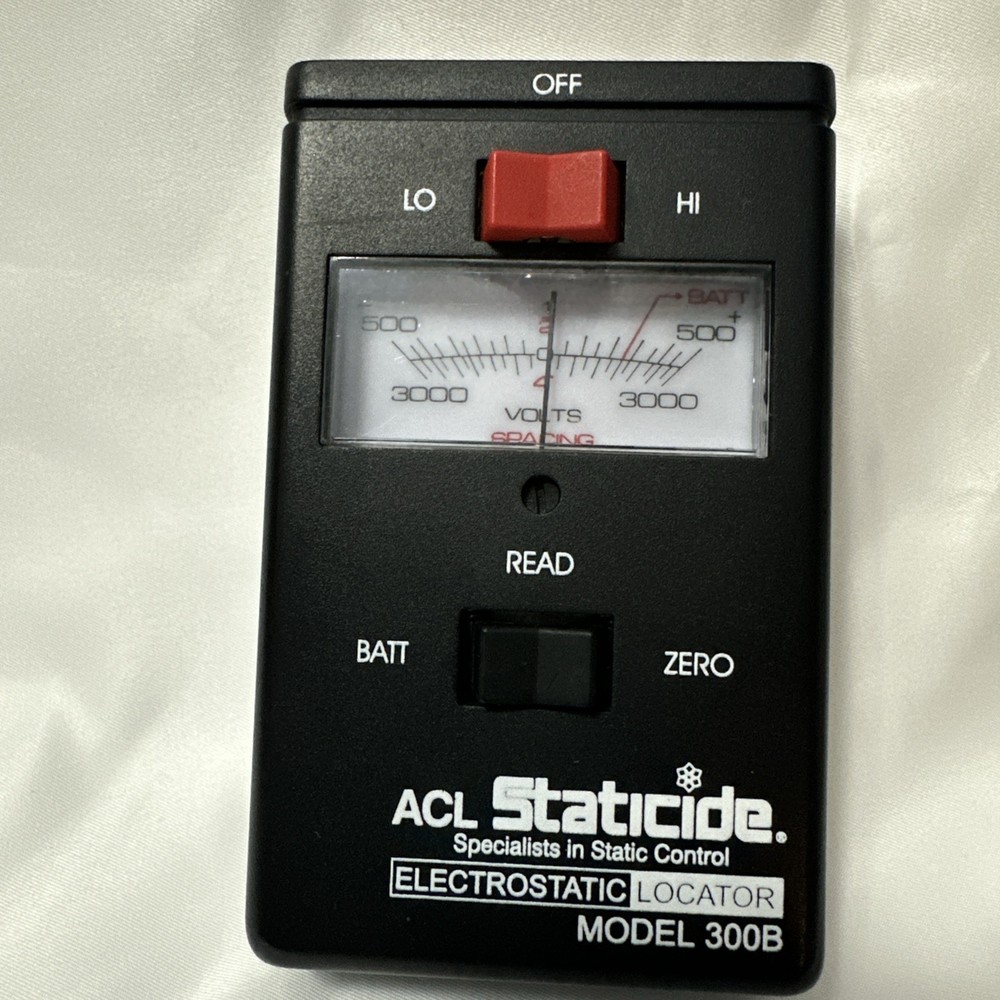 OFF
LO HI
BATT
+
500 500
0
3000 3000
VOLTS
SPACING
READ
BATT ZERO
ACL Staticide®
Specialists in Static Control
ELECTROSTATIC LOCATOR
MODEL 300B